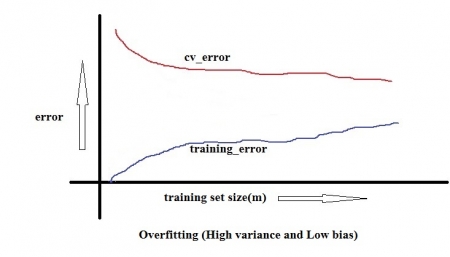 cv_error
error
training_error
training set size(m)
Overfitting (High variance and Low bias)